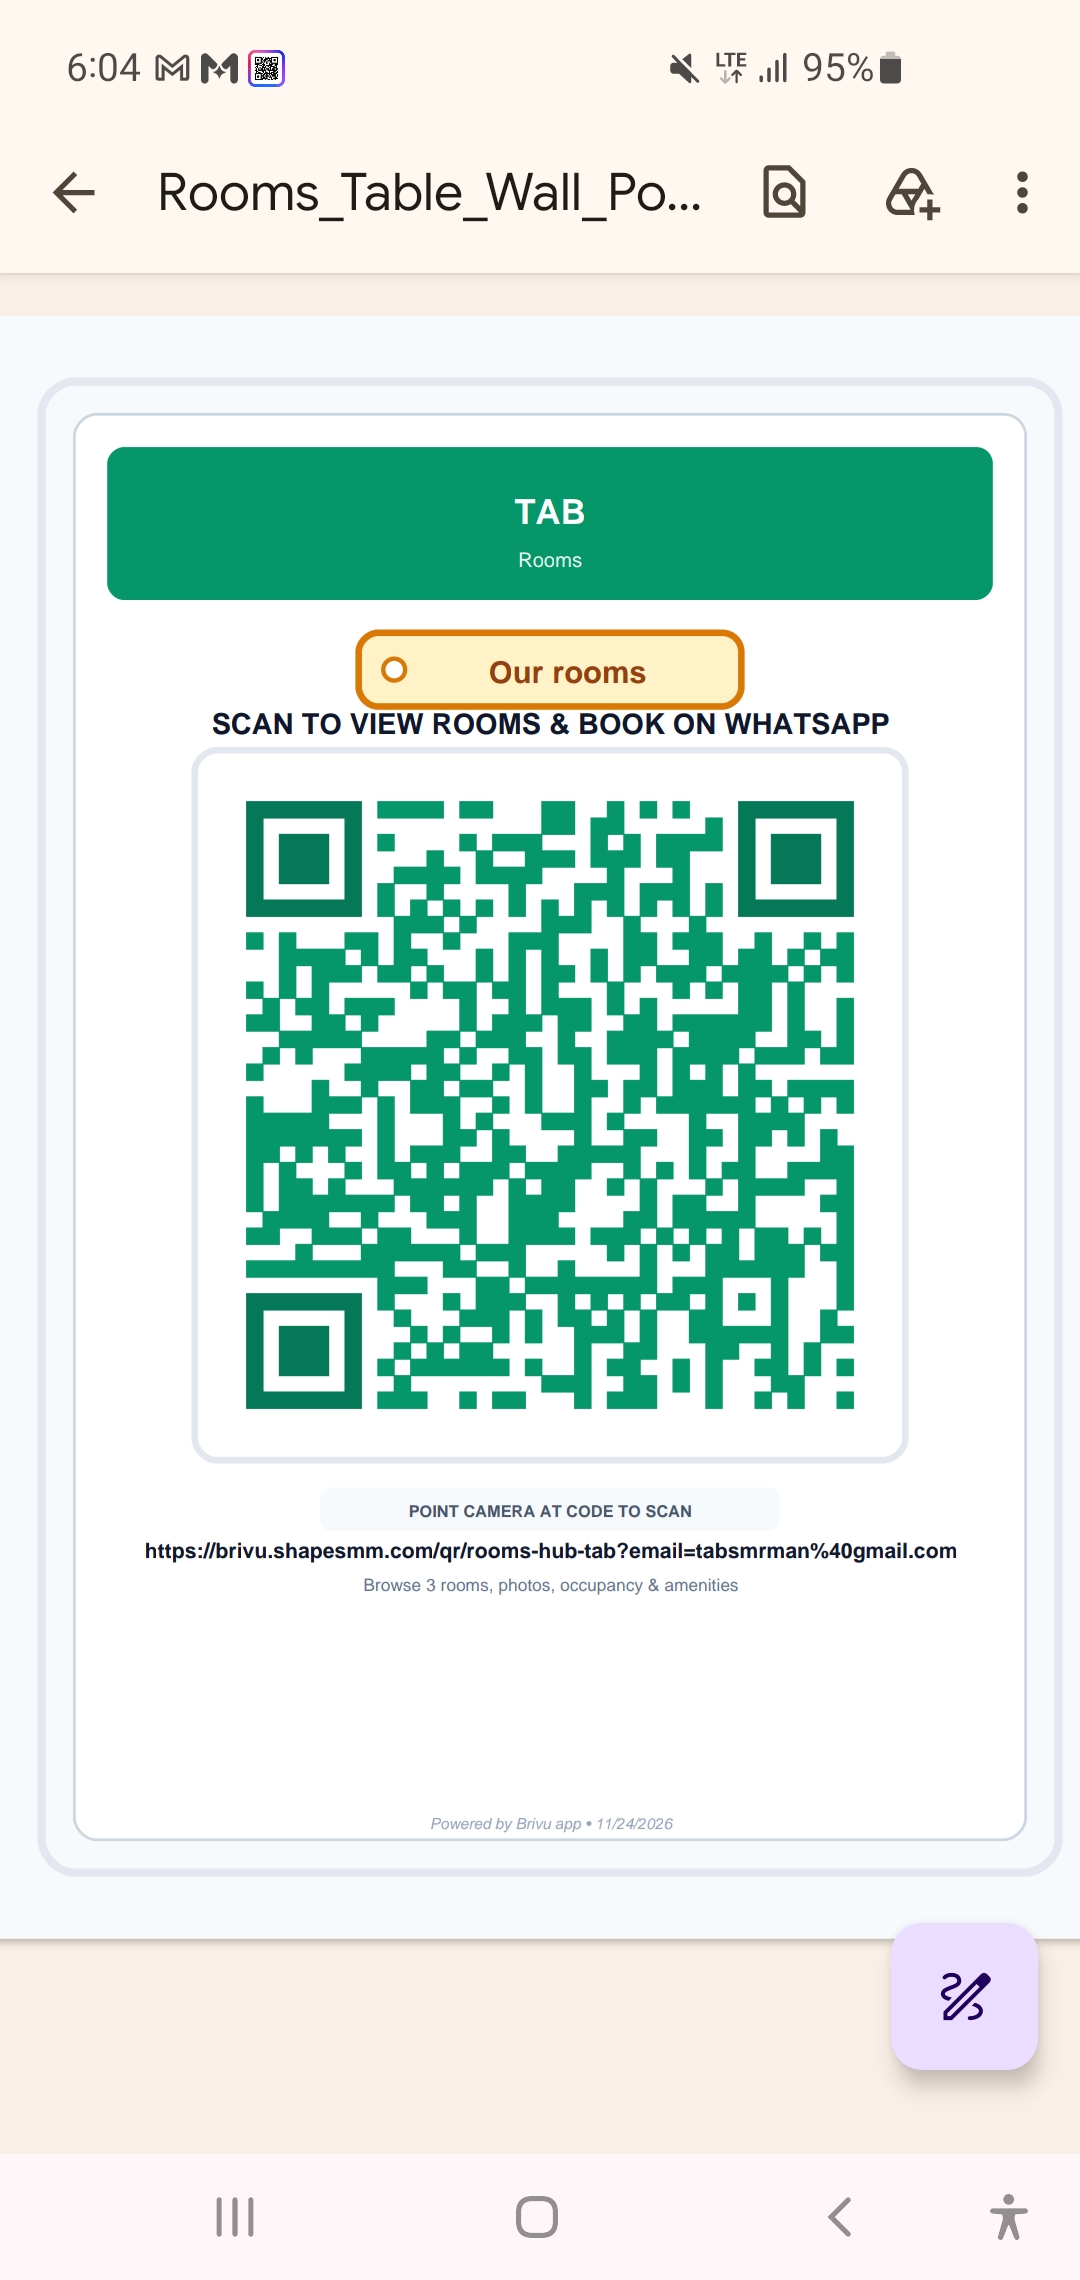 6:04
LTE
95%
Rooms_Table_Wall_Po...
TAB
Rooms
Our rooms
SCAN TO VIEW ROOMS & BOOK ON WHATSAPP
POINT CAMERA AT CODE TO SCAN
https://brivu.shapesmm.com/qr/rooms-hub-tab?email=tabsmrman%40gmail.com
Browse 3 rooms, photos, occupancy & amenities
Powered by Brivu app • 11/24/2026